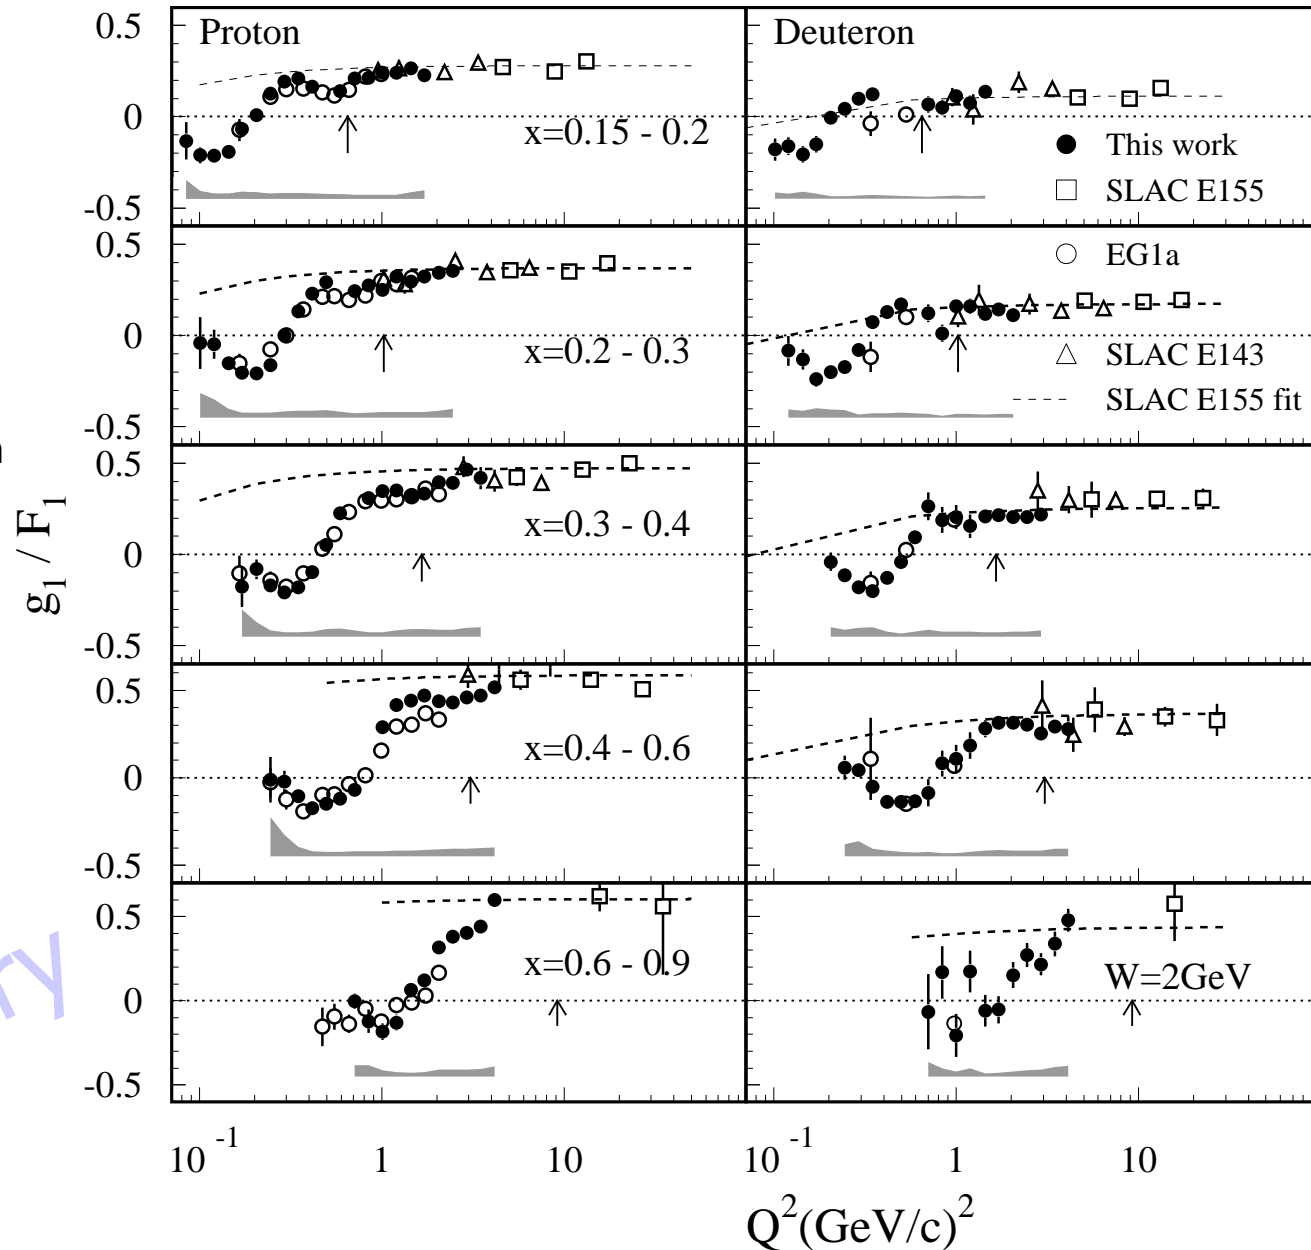 Proton
Deuteron
0.5
0
-0.5
x=0.15 - 0.2
This work
SLAC E155
0.5
0
-0.5
x=0.2 - 0.3
EG1a
SLAC E143
SLAC E155 fit
0.5
0
-0.5
x=0.3 - 0.4
g1 / F1
0.5
0
-0.5
x=0.4 - 0.6
0.5
0
-0.5
x=0.6 - 0.9
W=2GeV
10^-1 1 10 10^-1 1 10
Q^2(GeV/c)^2